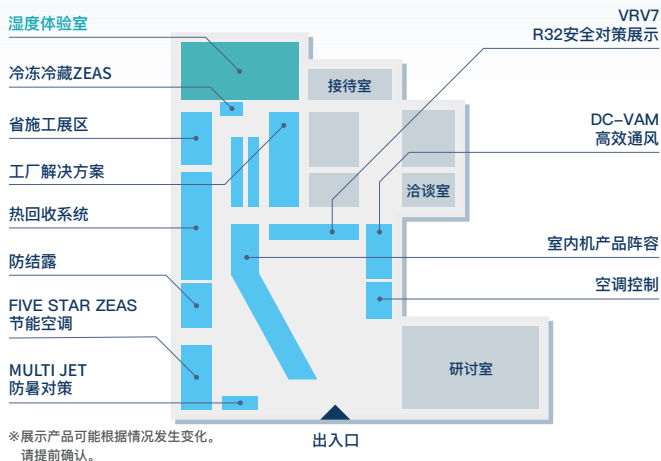 湿度体验室
冷冻冷藏ZEAS
省施工展区
工厂解决方案
热回收系统
防结露
FIVE STAR ZEAS
节能空调
MULTI JET
防暑对策
※展示产品可能根据情况发生变化。
请提前确认。
接待室
洽谈室
研讨室
出入口
VRV7
R32安全对策展示
DC-VAM
高效通风
室内机产品阵容
空调控制